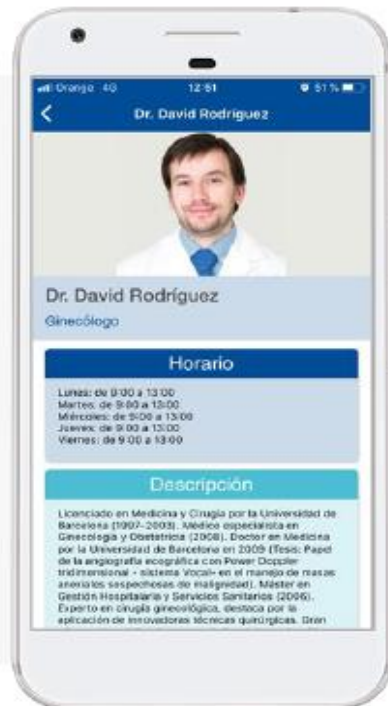 Orange 4G 12:51 51%
Dr. David Rodríguez
Dr. David Rodríguez
Ginecólogo
Horario
Lunes: de 9:00 a 13:00
Martes: de 9:00 a 13:00
Miércoles: de 9:00 a 13:00
Jueves: de 9:00 a 13:00
Viernes: de 9:00 a 13:00
Descripción
Licenciado en Medicina y Cirugía por la Universidad de
Barcelona (1997-2003). Médico especialista en
Ginecología y Obstetricia (2008). Doctor en Medicina
por la Universidad de Barcelona en 2009 (Tesis: Papel
de la angiografía ecográfica con Power Doppler
tridimensional - sistema Vocal- en el manejo de masas
anexiales sospechosas de malignidad). Máster en
Gestión Hospitalaria y Servicios Sanitarios (2006).
Experto en cirugía ginecológica, destaca por la
aplicación de innovadoras técnicas quirúrgicas. Gran